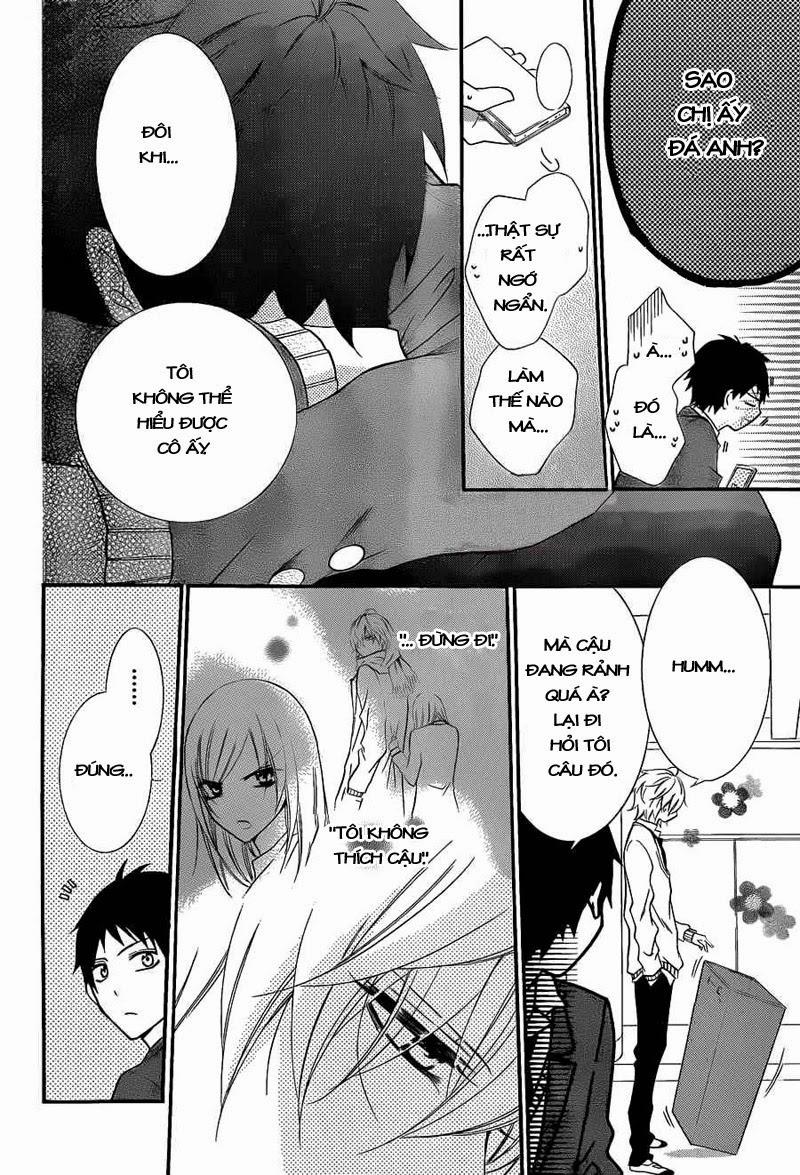 SAO
CHỊ ẤY
ĐÁ ANH?
À...
ĐÓ
LÀ...
...THẬT SỰ
RẤT
NGỚ
NGẨN.
LÀM
THẾ NÀO
MÀ...
ĐÔI
KHI...
TÔI
KHÔNG THỂ
HIỂU ĐƯỢC
CÔ ẤY.
HUMM...
MÀ CẬU
ĐANG RẢNH
QUÁ À?
LẠI ĐI
HỎI TÔI
CÂU ĐÓ.
"... ĐỪNG ĐI."
"TÔI KHÔNG
THÍCH CẬU."
......
ĐÚNG..